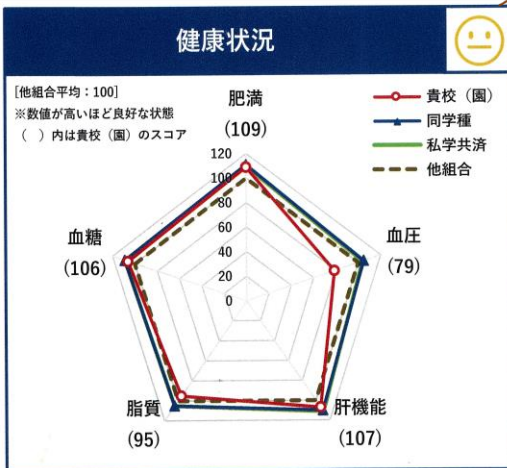 健康状況
[他組合平均：100]
※数値が高いほど良好な状態
（　）内は貴校（園）のスコア
貴校（園）
同学種
私学共済
他組合
肥満
(109)
血圧
(79)
肝機能
(107)
脂質
(95)
血糖
(106)
120
100
80
60
40
20
0